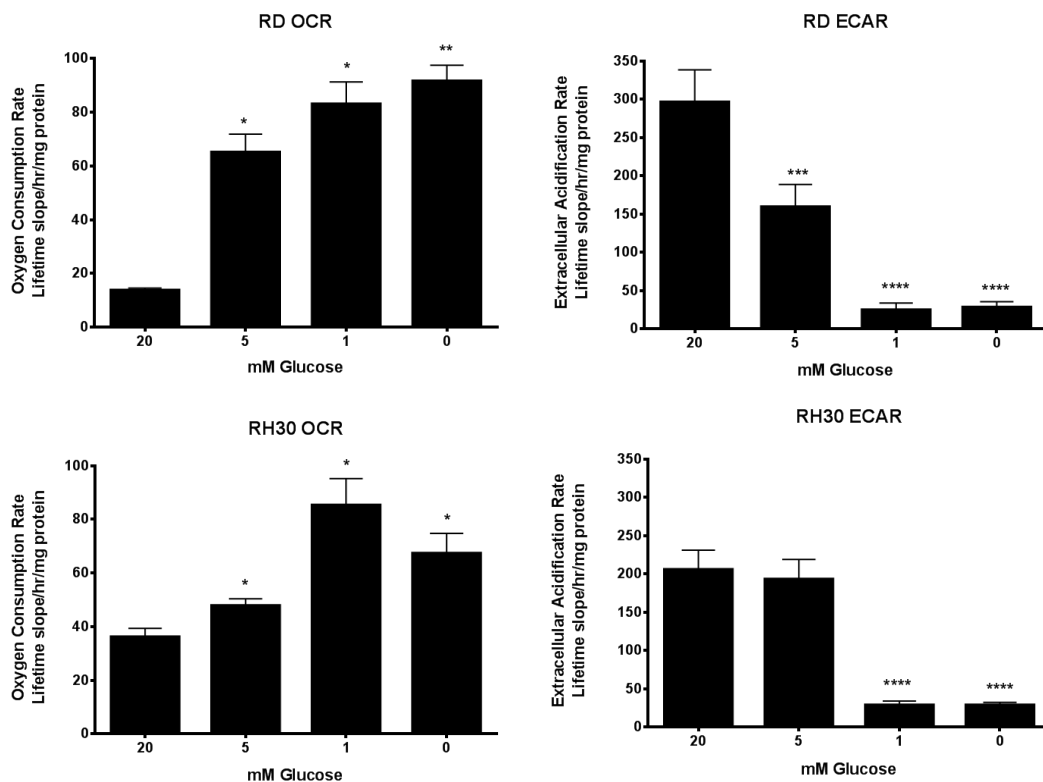 RD OCR
Oxygen Consumption Rate
Lifetime slope/hr/mg protein
100
80
60
40
20
0
*
*
**
20 5 1 0
mM Glucose
RD ECAR
Extracellular Acidification Rate
Lifetime slope/hr/mg protein
350
300
250
200
150
100
50
0
***
****
****
20 5 1 0
mM Glucose
RH30 OCR
Oxygen Consumption Rate
Lifetime slope/hr/mg protein
100
80
60
40
20
0
*
*
*
20 5 1 0
mM Glucose
RH30 ECAR
Extracellular Acidification Rate
Lifetime slope/hr/mg protein
350
300
250
200
150
100
50
0
****
****
20 5 1 0
mM Glucose